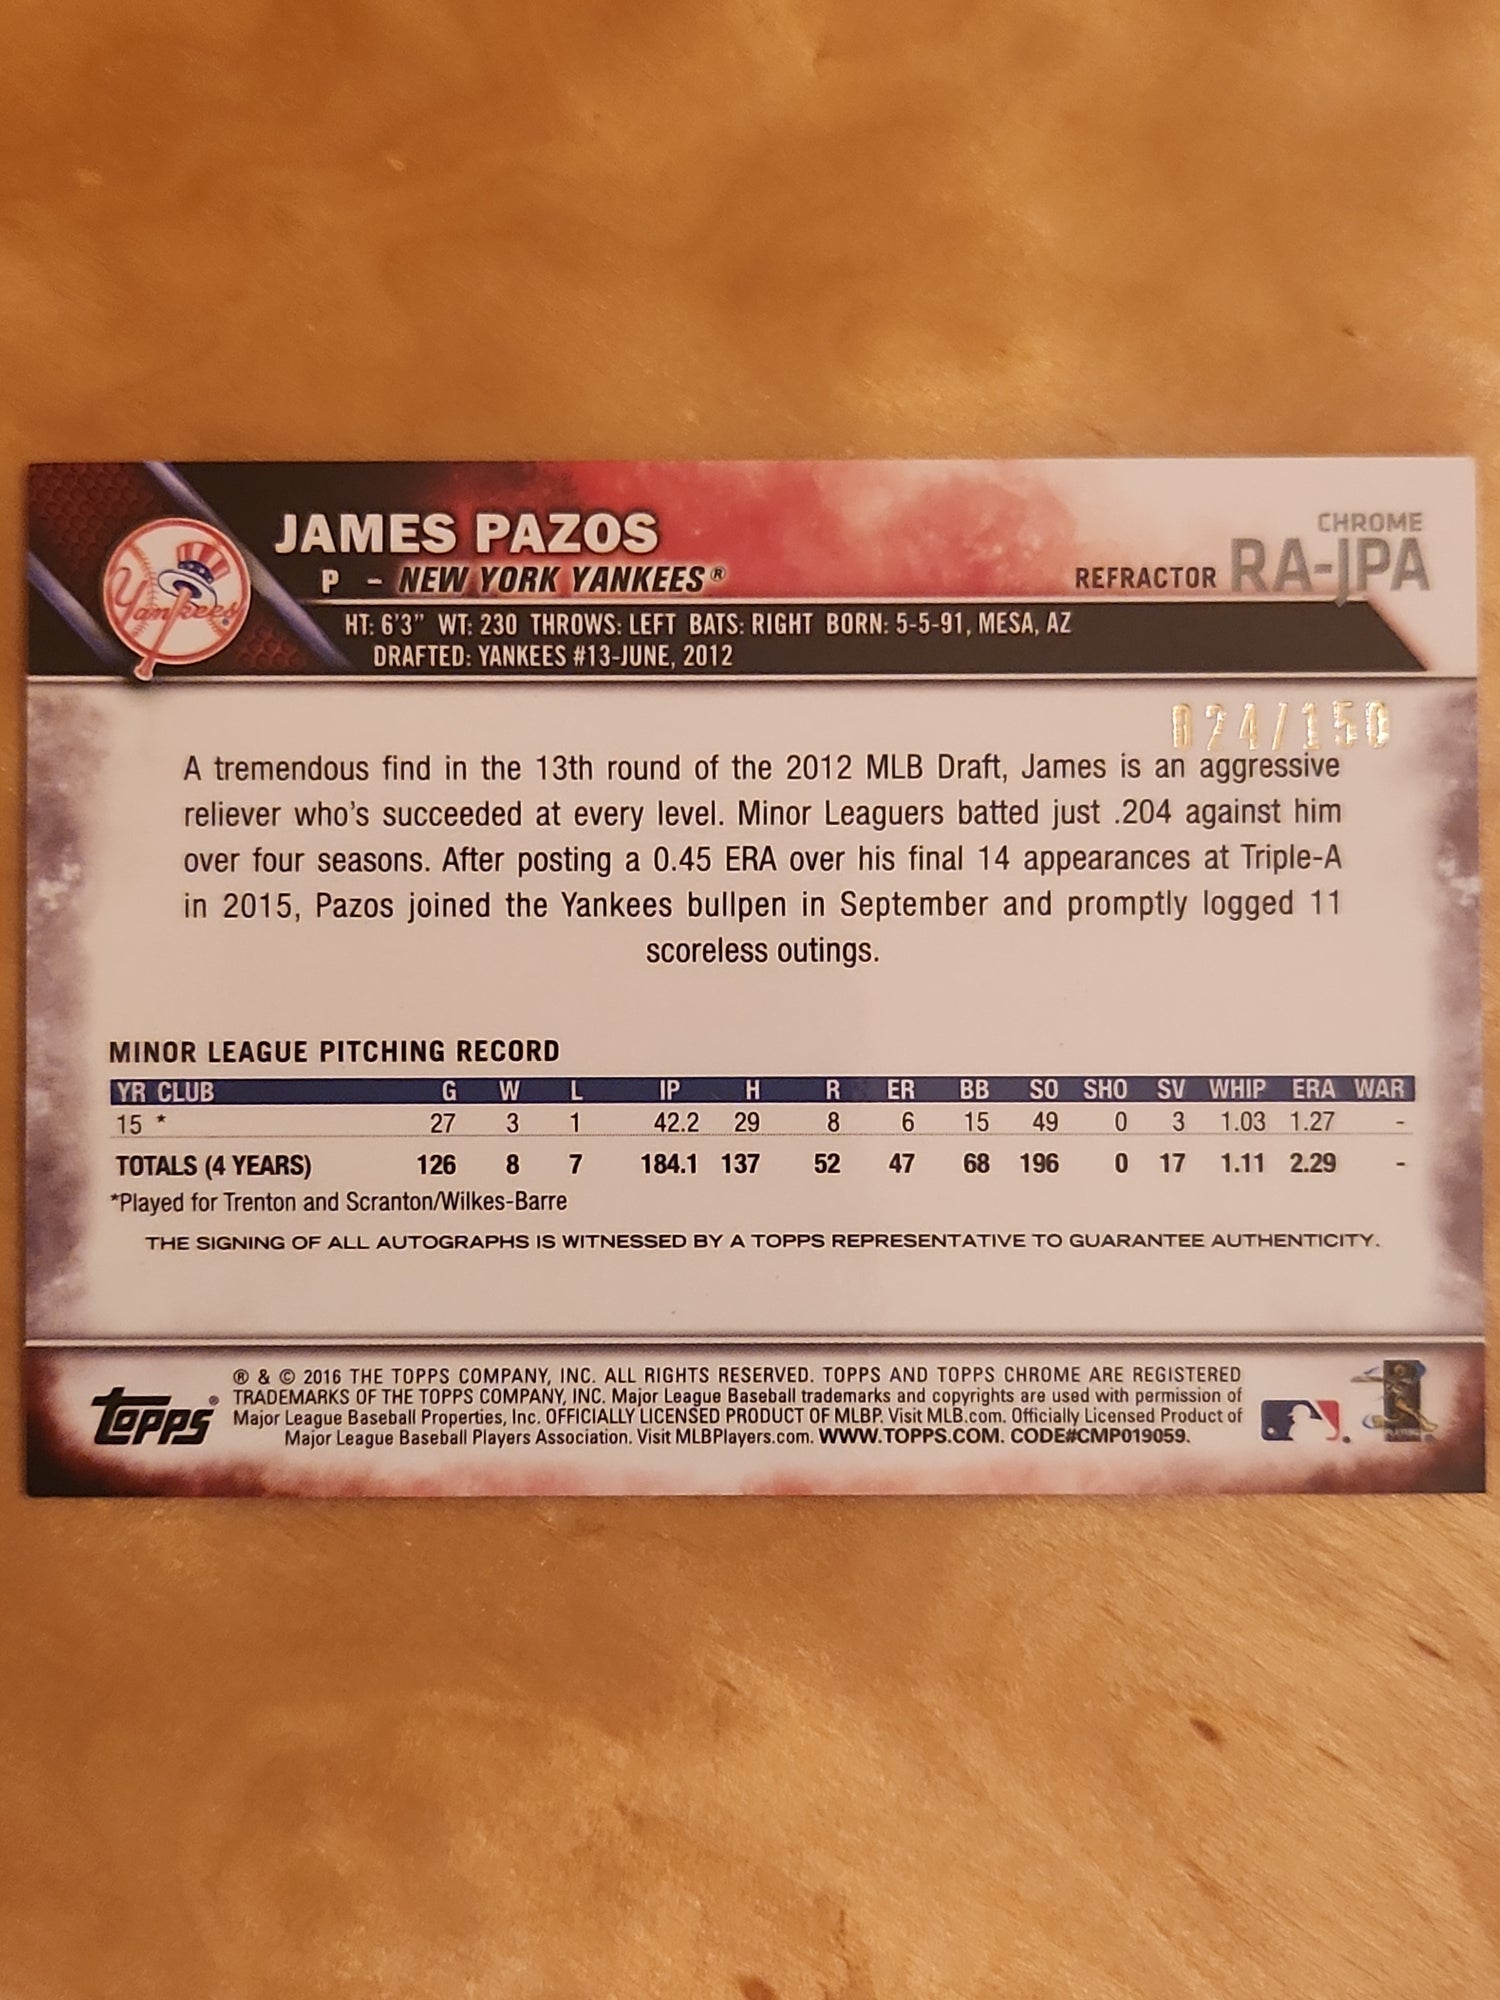 CHROME
JAMES PAZOS
P - NEW YORK YANKEES®
REFRACTOR RA-JPA
Yankees
HT: 6'3" WT: 230 THROWS: LEFT BATS: RIGHT BORN: 5-5-91, MESA, AZ
DRAFTED: YANKEES #13-JUNE, 2012
024/150
A tremendous find in the 13th round of the 2012 MLB Draft, James is an aggressive
reliever who's succeeded at every level. Minor Leaguers batted just .204 against him
over four seasons. After posting a 0.45 ERA over his final 14 appearances at Triple-A
in 2015, Pazos joined the Yankees bullpen in September and promptly logged 11
scoreless outings.
MINOR LEAGUE PITCHING RECORD
YR CLUB G W L IP H R ER BB SO SHO SV WHIP ERA WAR
15 * 27 3 1 42.2 29 8 6 15 49 0 3 1.03 1.27 -
TOTALS (4 YEARS) 126 8 7 184.1 137 52 47 68 196 0 17 1.11 2.29 -
*Played for Trenton and Scranton/Wilkes-Barre
THE SIGNING OF ALL AUTOGRAPHS IS WITNESSED BY A TOPPS REPRESENTATIVE TO GUARANTEE AUTHENTICITY.
topps®
® & © 2016 THE TOPPS COMPANY, INC. ALL RIGHTS RESERVED. TOPPS AND TOPPS CHROME ARE REGISTERED
TRADEMARKS OF THE TOPPS COMPANY, INC. Major League Baseball trademarks and copyrights are used with permission of
Major League Baseball Properties, Inc. OFFICIALLY LICENSED PRODUCT OF MLBP. Visit MLB.com. Officially Licensed Product of
Major League Baseball Players Association. Visit MLBPlayers.com. WWW.TOPPS.COM. CODE#CMP019059.